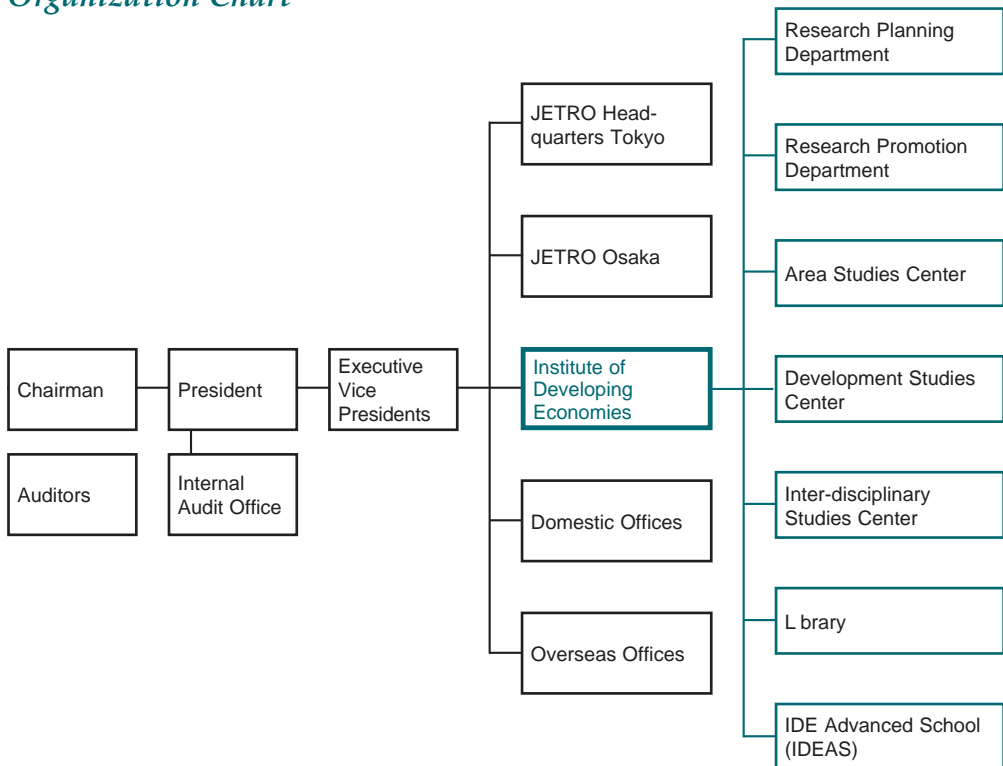 Organization Chart
Research Planning
Department
JETRO Head-
quarters Tokyo
Research Promotion
Department
JETRO Osaka
Area Studies Center
Chairman
President
Executive
Vice
Presidents
Institute of
Developing
Economies
Development Studies
Center
Auditors
Internal
Audit Office
Domestic Offices
Inter-disciplinary
Studies Center
Overseas Offices
L brary
IDE Advanced School
(IDEAS)